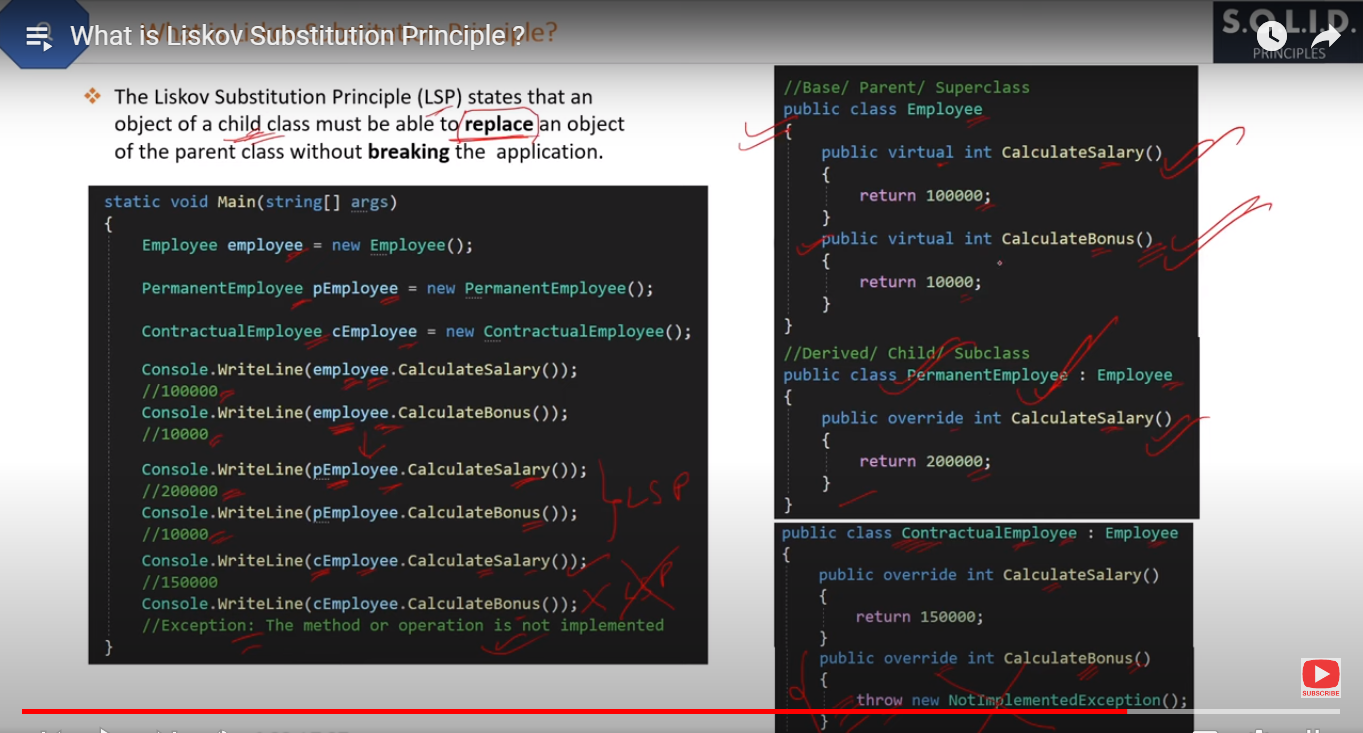 What is Liskov Substitution Principle ?
S.O.L.I.D.
PRINCIPLES
The Liskov Substitution Principle (LSP) states that an
object of a child class must be able to replace an object
of the parent class without breaking the application.
static void Main(string[] args)
{
Employee employee = new Employee();
PermanentEmployee pEmployee = new PermanentEmployee();
ContractualEmployee cEmployee = new ContractualEmployee();
Console.WriteLine(employee.CalculateSalary());
//100000
Console.WriteLine(employee.CalculateBonus());
//10000
Console.WriteLine(pEmployee.CalculateSalary());
//200000
Console.WriteLine(pEmployee.CalculateBonus());
//10000
LSP
Console.WriteLine(cEmployee.CalculateSalary());
//150000
Console.WriteLine(cEmployee.CalculateBonus());
//Exception: The method or operation is not implemented
}
//Base/ Parent/ Superclass
public class Employee
{
public virtual int CalculateSalary()
{
return 100000;
}
public virtual int CalculateBonus()
{
return 10000;
}
}
//Derived/ Child/ Subclass
public class PermanentEmployee : Employee
{
public override int CalculateSalary()
{
return 200000;
}
}
public class ContractualEmployee : Employee
{
public override int CalculateSalary()
{
return 150000;
}
public override int CalculateBonus()
{
throw new NotImplementedException();
}
SUBSCRIBE